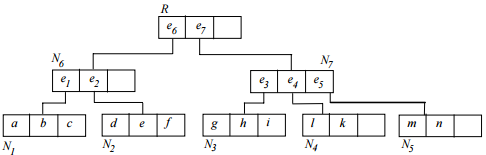 R
e6 e7
N6 N7
e1 e2 e3 e4 e5
a b c d e f g h i l k m n
N1 N2 N3 N4 N5